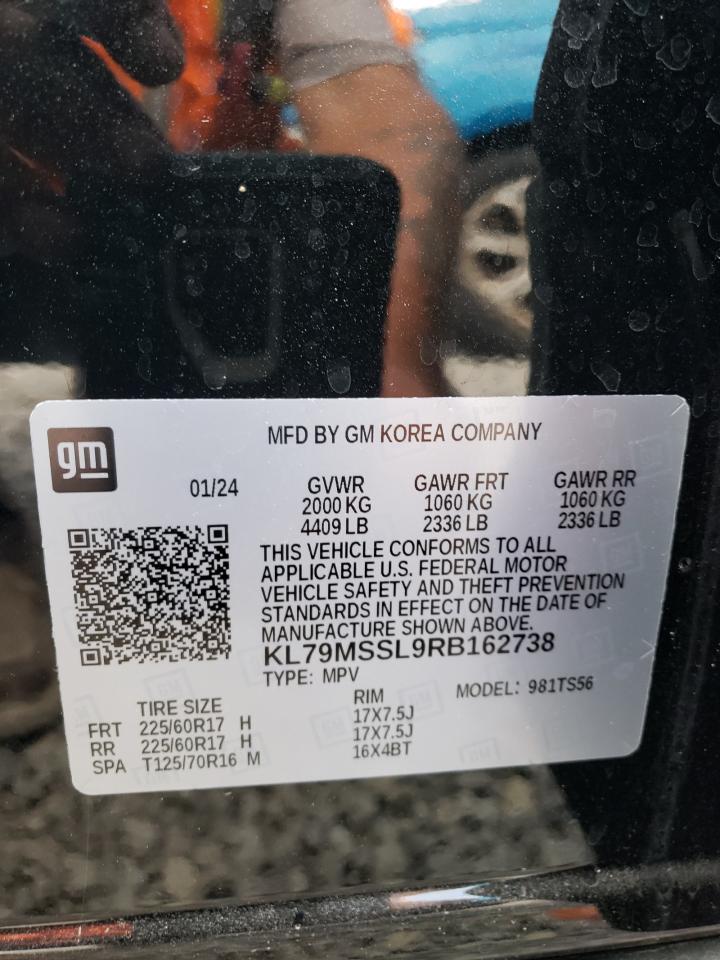 gm
MFD BY GM KOREA COMPANY
01/24 GVWR GAWR FRT GAWR RR
2000 KG 1060 KG 1060 KG
4409 LB 2336 LB 2336 LB
THIS VEHICLE CONFORMS TO ALL
APPLICABLE U.S. FEDERAL MOTOR
VEHICLE SAFETY AND THEFT PREVENTION
STANDARDS IN EFFECT ON THE DATE OF
MANUFACTURE SHOWN ABOVE.
KL79MSSL9RB162738
TYPE: MPV MODEL: 981TS56
TIRE SIZE RIM
FRT 225/60R17 H 17X7.5J
RR 225/60R17 H 17X7.5J
SPA T125/70R16 M 16X4BT